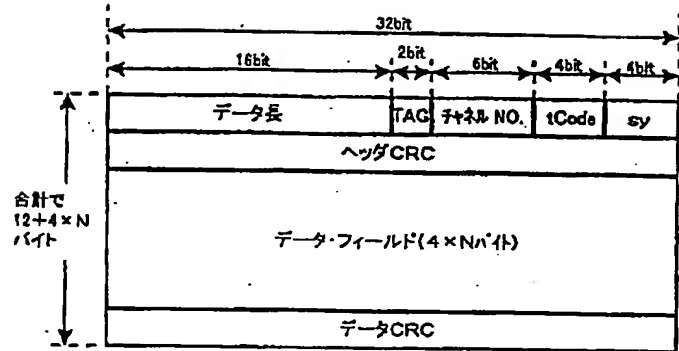 32bit
16bit 2bit 6bit 4bit 4bit
データ長 TAG チャネル NO. tCode sy
ヘッダCRC
合計で
12+4×N
バイト
データ・フィールド(4×Nバイト)
データCRC